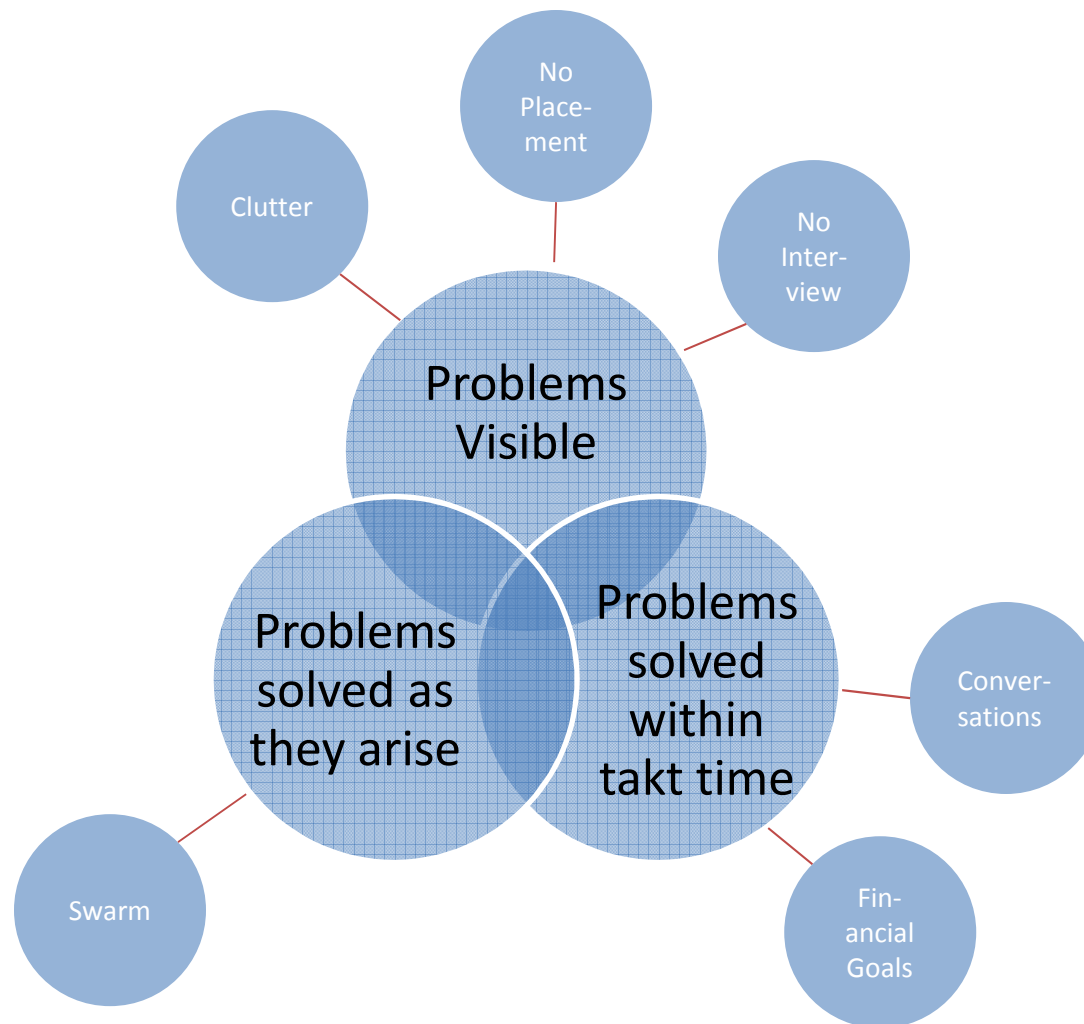 No
Place-
ment
Clutter
No
Inter-
view
Problems
Visible
Problems
solved as
they arise
Problems
solved
within
takt time
Conver-
sations
Swarm
Fin-
ancial
Goals